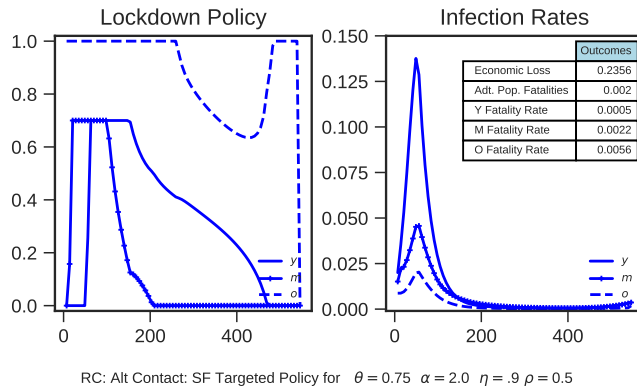 Lockdown Policy
Infection Rates
1.0
0.8
0.6
0.4
0.2
0.0
0
200
400
y
m
o
0.150
0.125
0.100
0.075
0.050
0.025
0.000
0
200
400
Outcomes
Economic Loss 0.2356
Adt. Pop. Fatalities 0.002
Y Fatality Rate 0.0005
M Fatality Rate 0.0022
O Fatality Rate 0.0056
y
m
o
RC: Alt Contact: SF Targeted Policy for θ = 0.75 α = 2.0 η = .9 ρ = 0.5